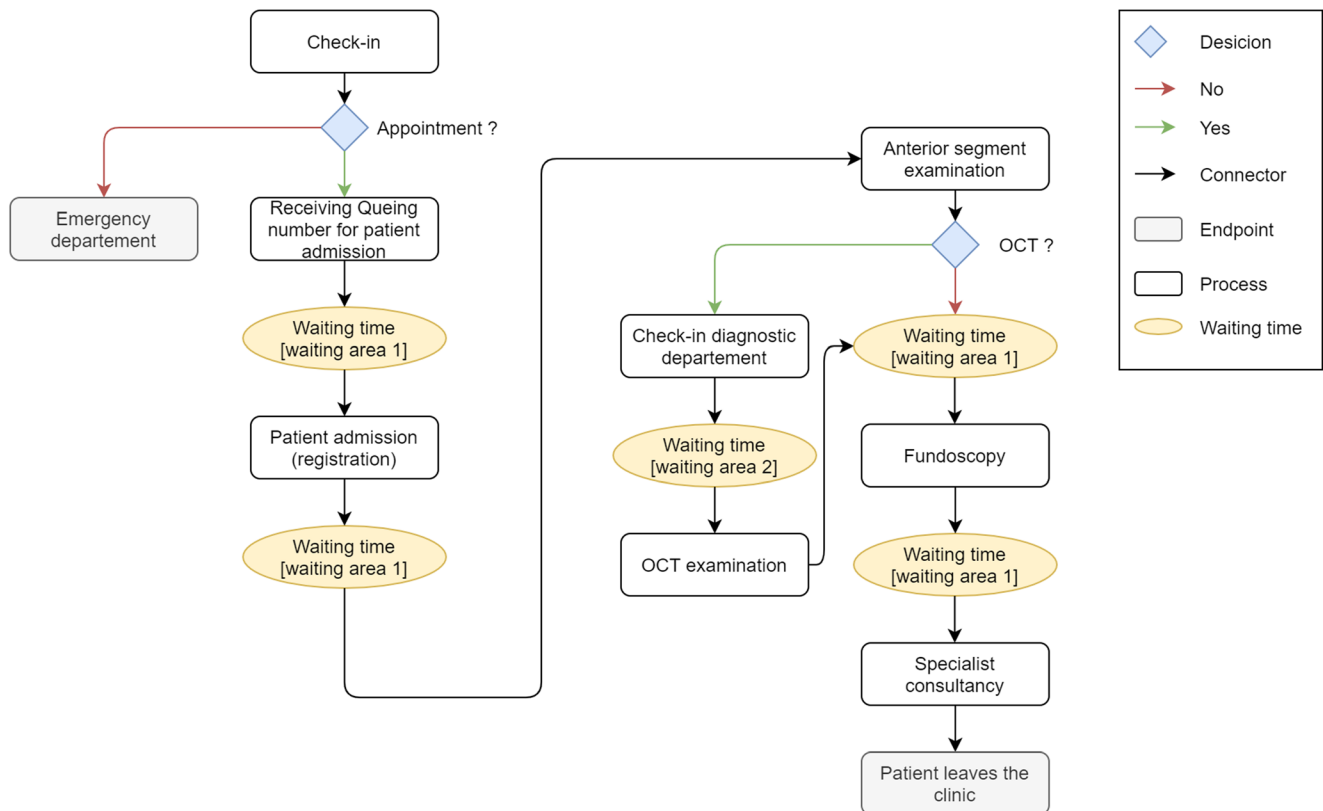 Check-in
Appointment ?
Emergency
departement
Receiving Queing
number for patient
admission
Waiting time
[waiting area 1]
Patient admission
(registration)
Waiting time
[waiting area 1]
Anterior segment
examination
OCT ?
Check-in diagnostic
departement
Waiting time
[waiting area 2]
OCT examination
Waiting time
[waiting area 1]
Fundoscopy
Waiting time
[waiting area 1]
Specialist
consultancy
Patient leaves the
clinic
Desicion
No
Yes
Connector
Endpoint
Process
Waiting time